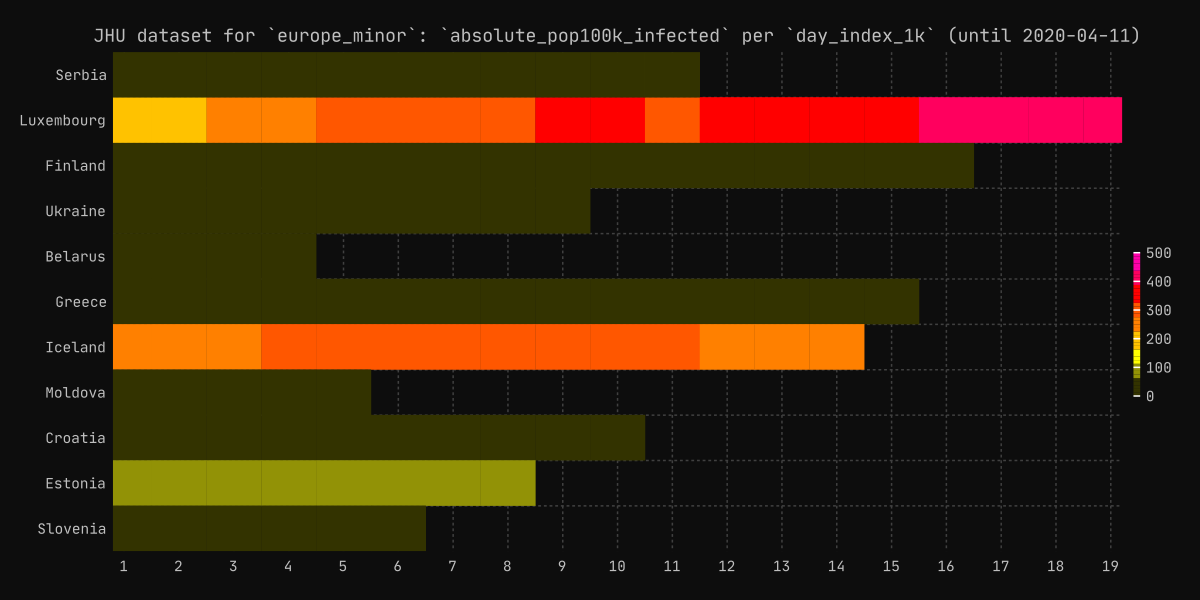 JHU dataset for `europe_minor`: `absolute_pop100k_infected` per `day_index_1k` (until 2020-04-11)
Serbia
Luxembourg
Finland
Ukraine
Belarus
Greece
Iceland
Moldova
Croatia
Estonia
Slovenia
500
400
300
200
100
0
1 2 3 4 5 6 7 8 9 10 11 12 13 14 15 16 17 18 19